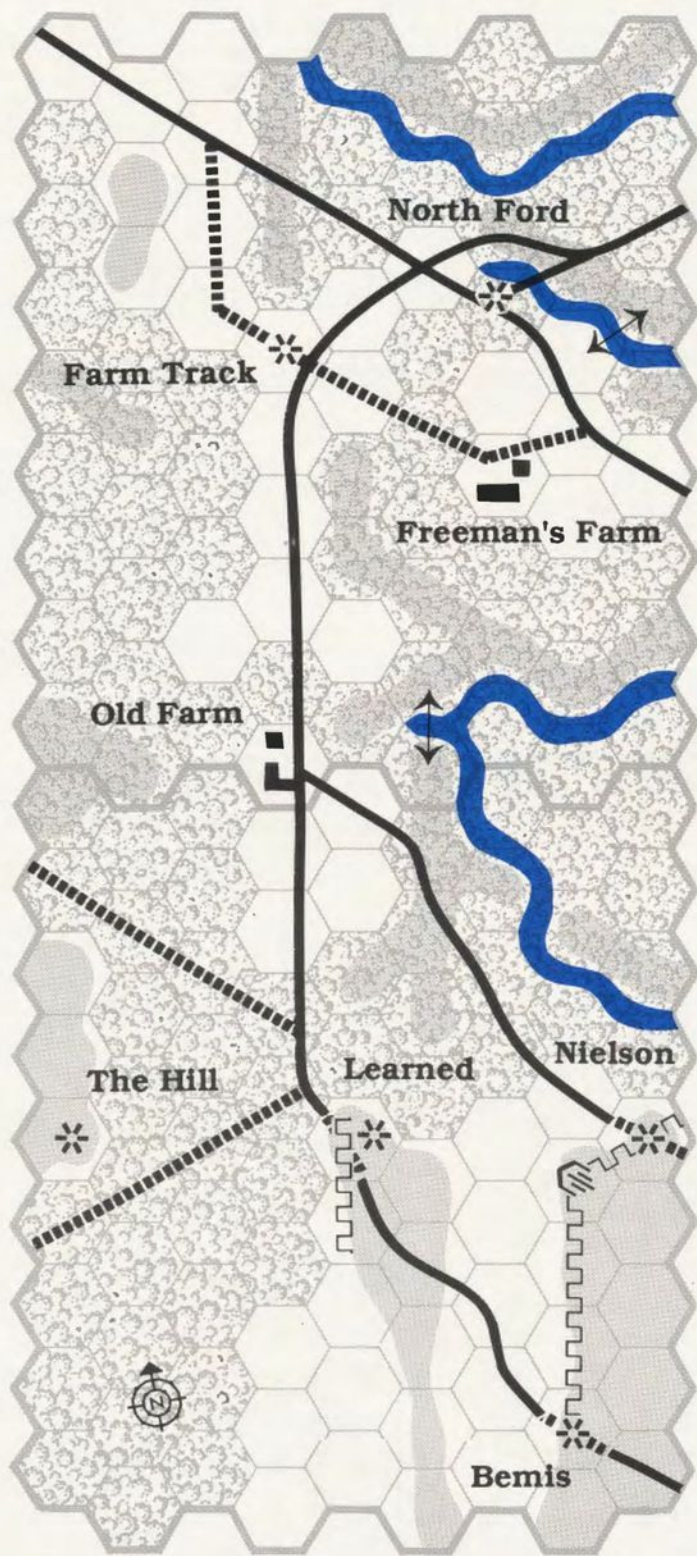 North Ford
Farm Track
Freeman's Farm
Old Farm
Nielson
The Hill
Learned
N
Bemis